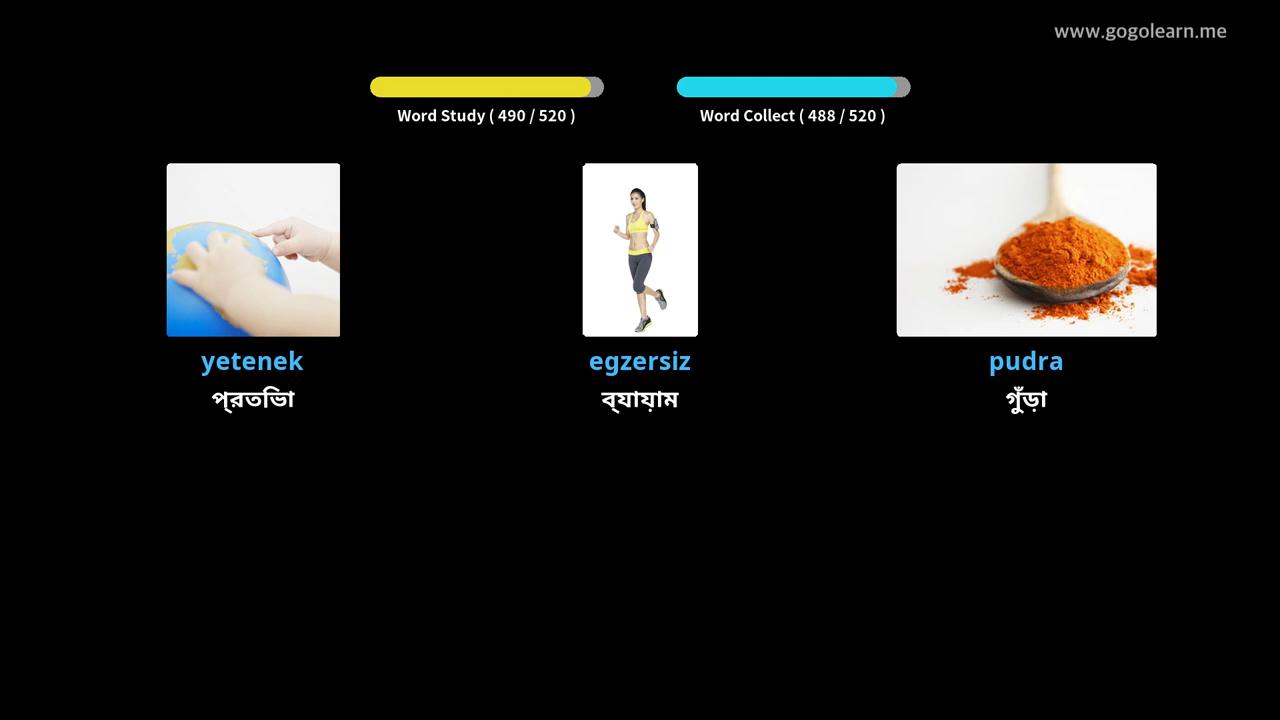 www.gogolearn.me
Word Study ( 490 / 520 )
Word Collect ( 488 / 520 )
yetenek
egzersiz
pudra
প্রতিভা
ব্যায়াম
গুঁড়া